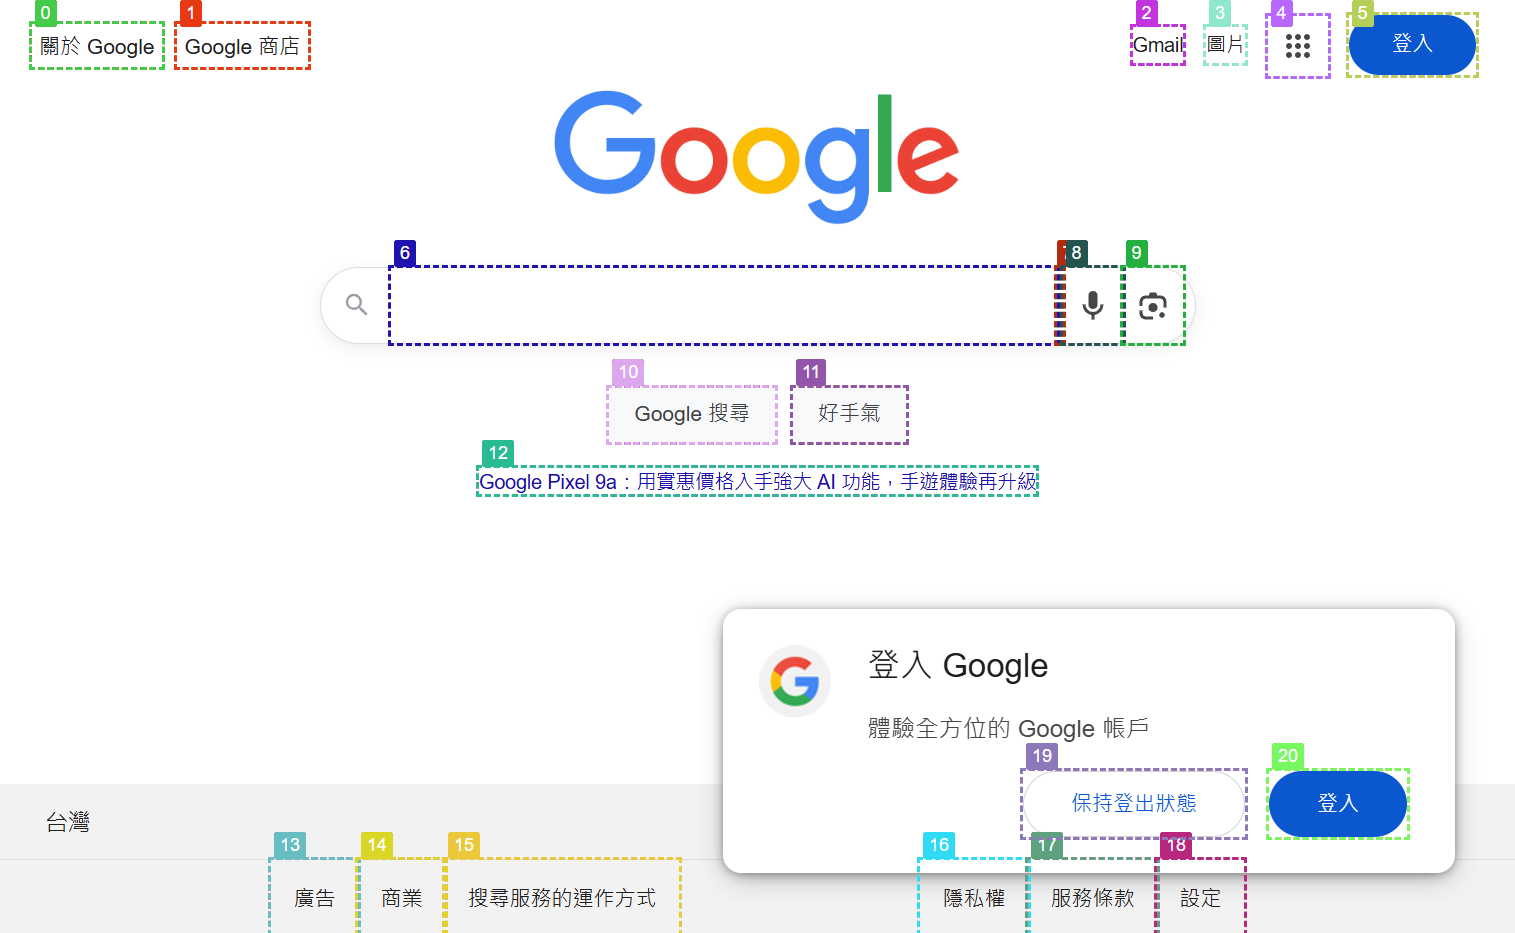 0
1
2
3
4
5
關於 Google
Google 商店
Gmail
圖片
登入
Google
6
8
9
10
11
Google 搜尋
好手氣
12
Google Pixel 9a：用實惠價格入手強大 AI 功能，手遊體驗再升級
登入 Google
體驗全方位的 Google 帳戶
19
20
保持登出狀態
登入
台灣
13
14
15
16
17
18
廣告
商業
搜尋服務的運作方式
隱私權
服務條款
設定